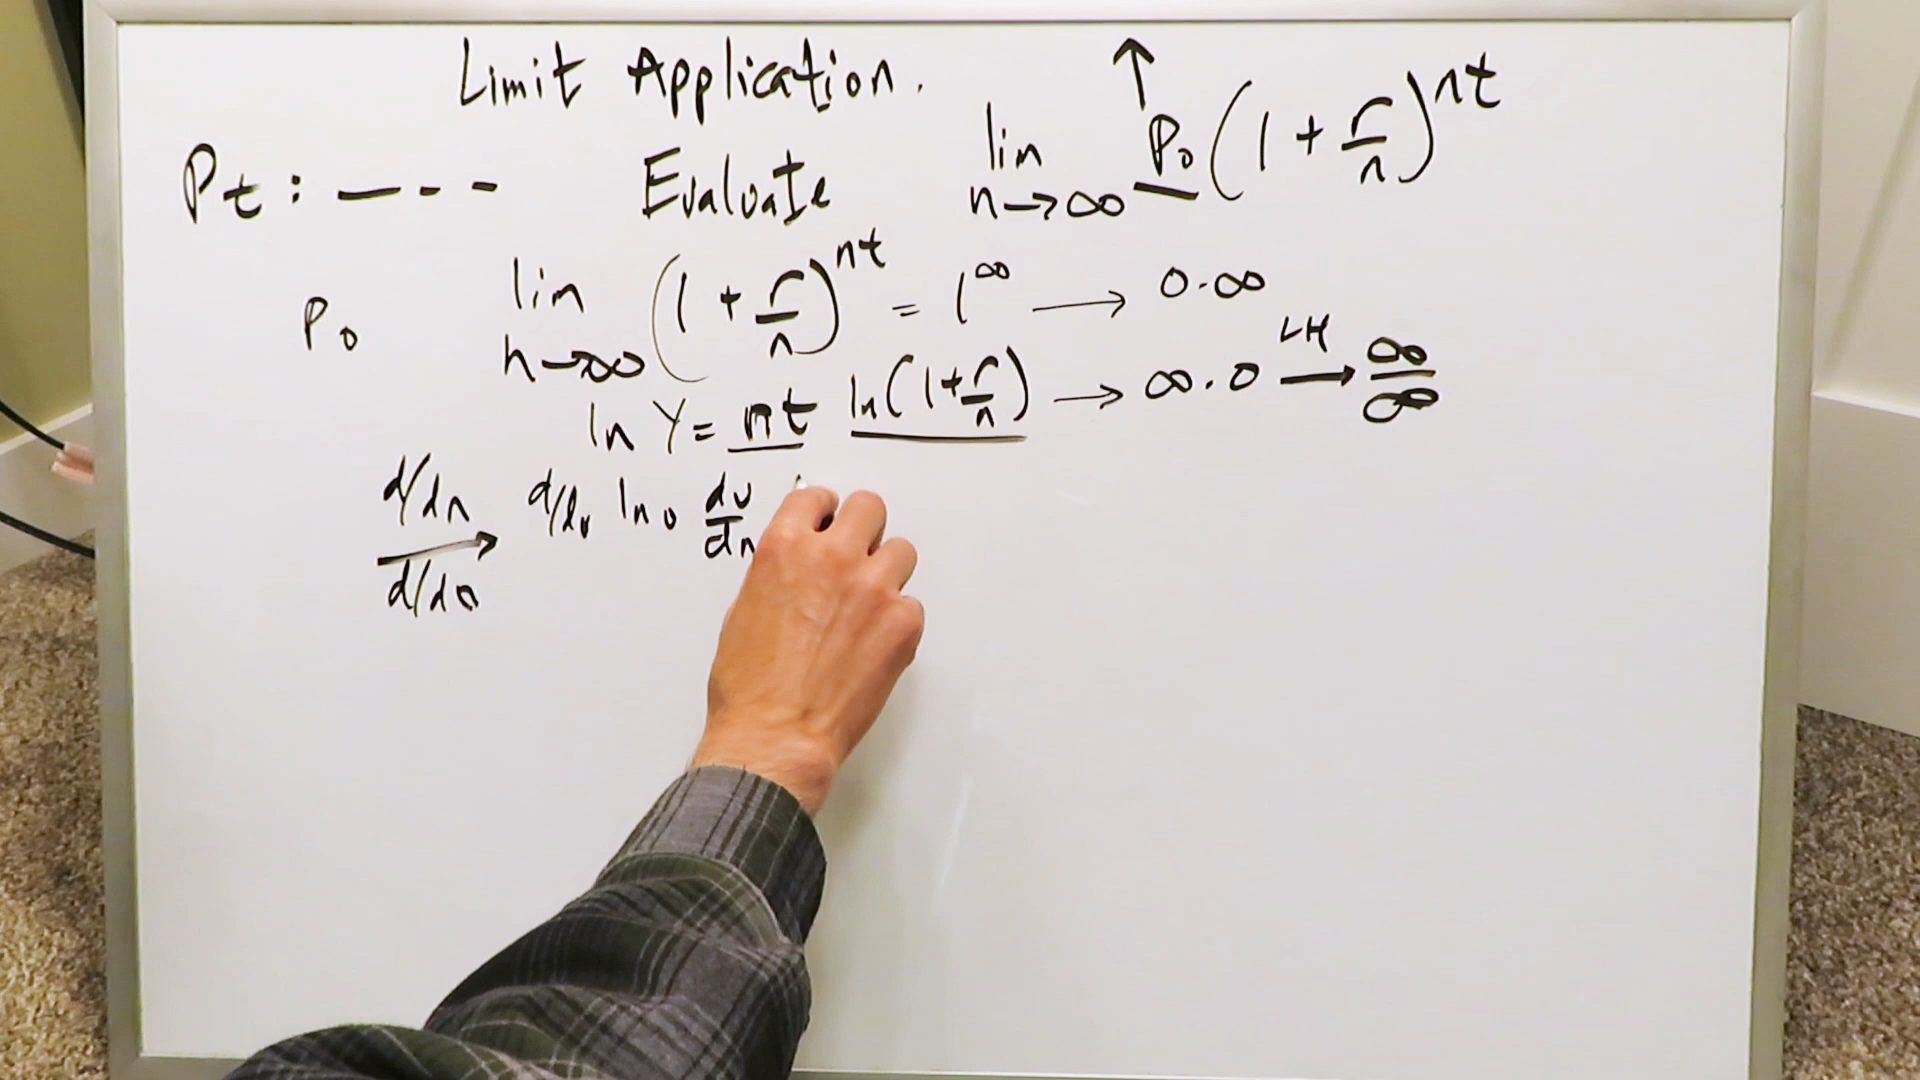 Limit Application.
Pt : - - - Evaluate lim n→∞ P₀(1 + r/n)^nt ↑
P₀ lim n→∞ (1 + r/n)^nt = 1^∞ → 0·∞
ln Y = nt ln(1 + r/n) → ∞·0 LH → ∞/∞
d/dn → d/dn d/du ln u du/dn